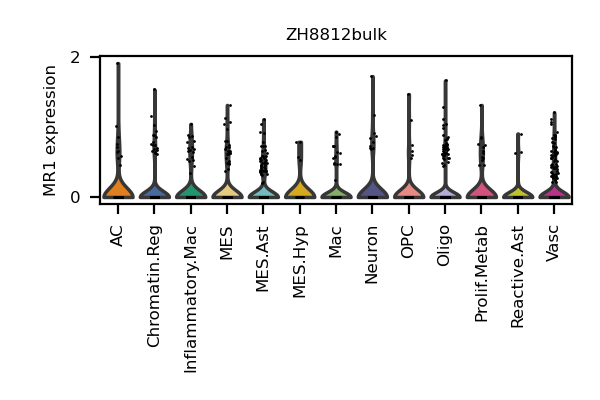 ZH8812bulk
MR1 expression
2
0
AC
Chromatin.Reg
Inflammatory.Mac
MES
MES.Ast
MES.Hyp
Mac
Neuron
OPC
Oligo
Prolif.Metab
Reactive.Ast
Vasc